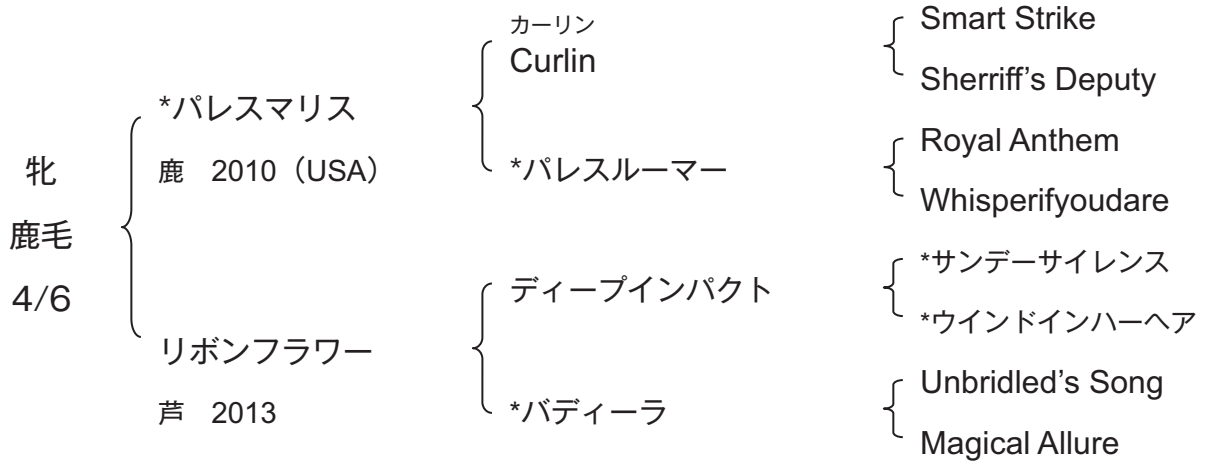 牝
鹿毛
4/6
*パレスマリス
鹿 2010（USA）
リボンフラワー
芦 2013
カーリン
Curlin
*パレスルーマー
ディープインパクト
*バディーラ
Smart Strike
Sherriff’s Deputy
Royal Anthem
Whisperifyoudare
*サンデーサイレンス
*ウインドインハーヘア
Unbridled’s Song
Magical Allure